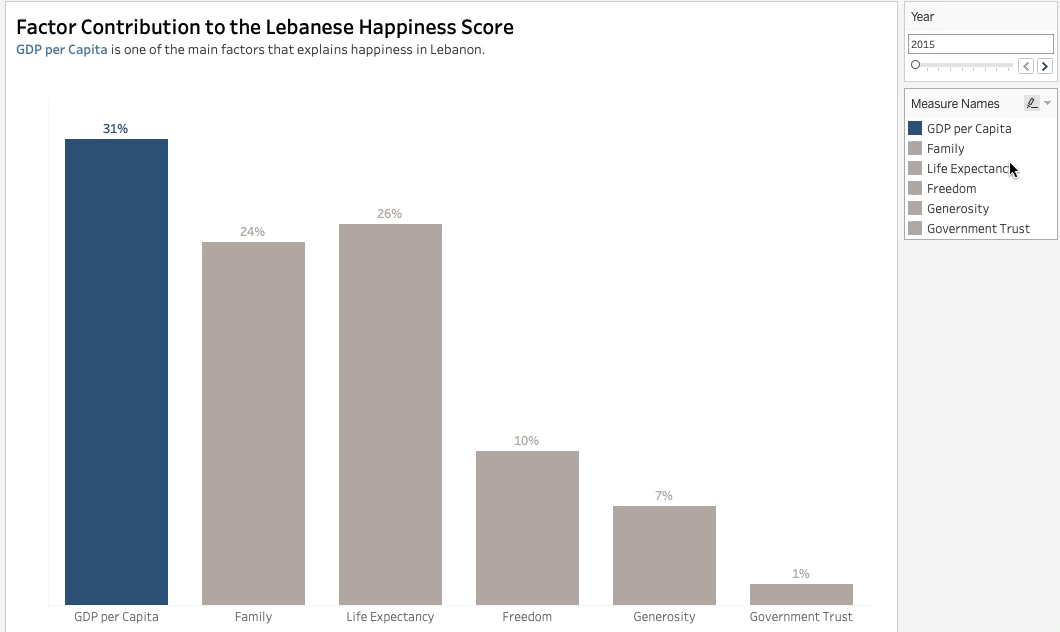 Factor Contribution to the Lebanese Happiness Score
GDP per Capita is one of the main factors that explains happiness in Lebanon.
31%
24%
26%
10%
7%
1%
GDP per Capita
Family
Life Expectancy
Freedom
Generosity
Government Trust
Year
2015
Measure Names
GDP per Capita
Family
Life Expectanc
Freedom
Generosity
Government Trust